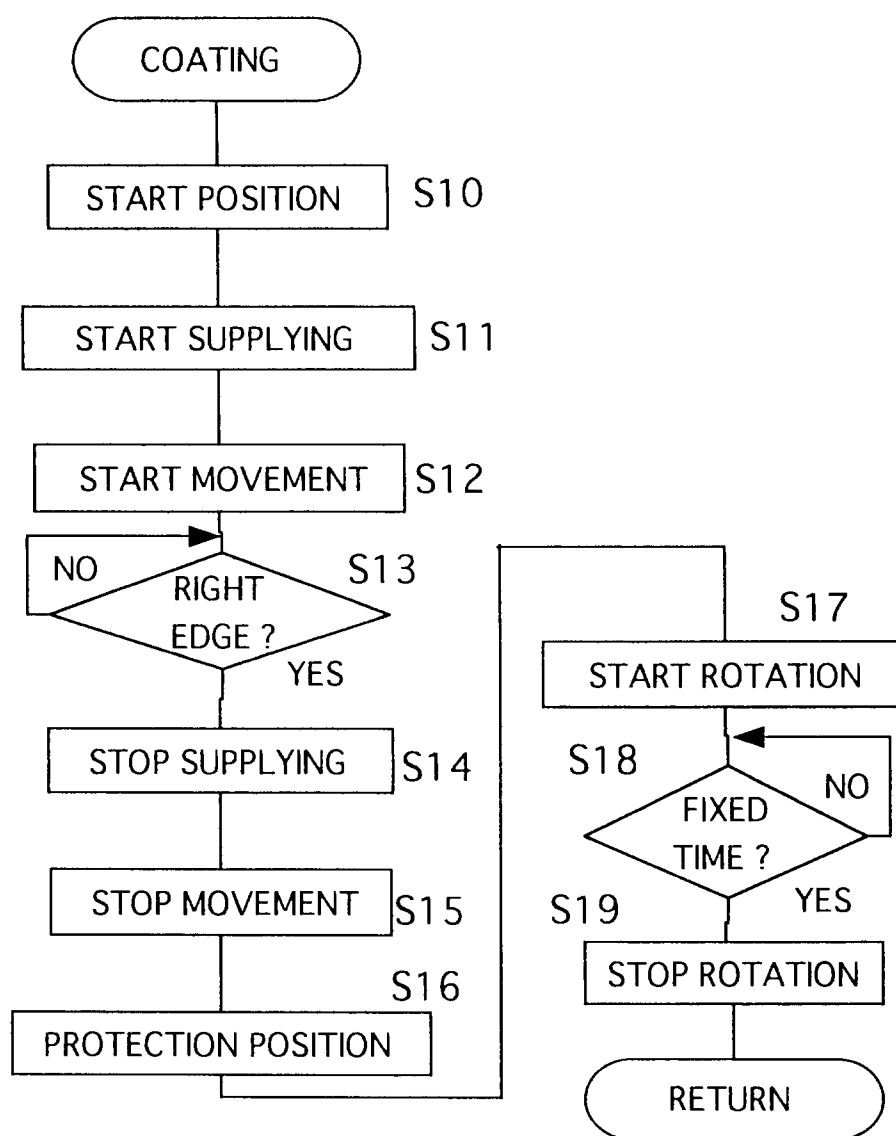 COATING
START POSITION S10
START SUPPLYING S11
START MOVEMENT S12
NO
S13
RIGHT
EDGE ?
YES
STOP SUPPLYING S14
STOP MOVEMENT S15
S16
PROTECTION POSITION
S17
START ROTATION
S18
NO
FIXED
TIME ?
YES
S19
STOP ROTATION
RETURN